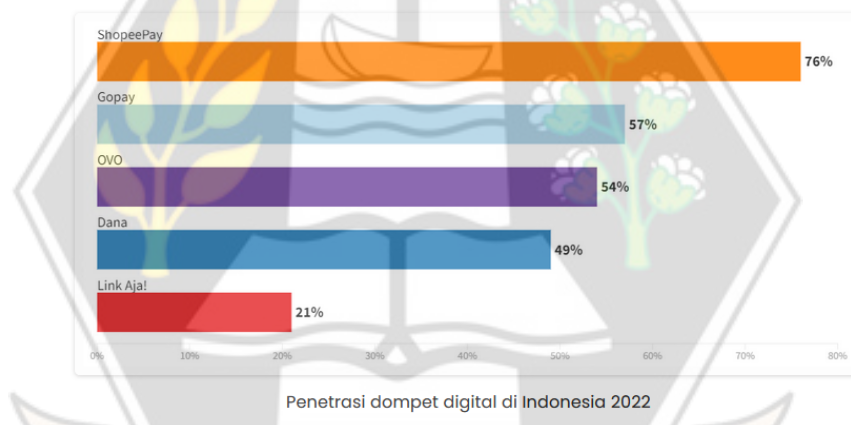 ShopeePay
76%
Gopay
57%
OVO
54%
Dana
49%
Link Aja!
21%
0% 10% 20% 30% 40% 50% 60% 70% 80%
Penetrasi dompet digital di Indonesia 2022